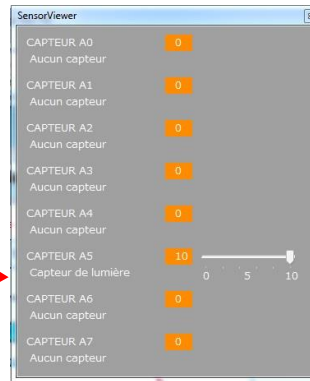 SensorViewer
CAPTEUR A0 0
Aucun capteur
CAPTEUR A1 0
Aucun capteur
CAPTEUR A2 0
Aucun capteur
CAPTEUR A3 0
Aucun capteur
CAPTEUR A4 0
Aucun capteur
CAPTEUR A5 10
Capteur de lumière 0 5 10
CAPTEUR A6 0
Aucun capteur
CAPTEUR A7 0
Aucun capteur